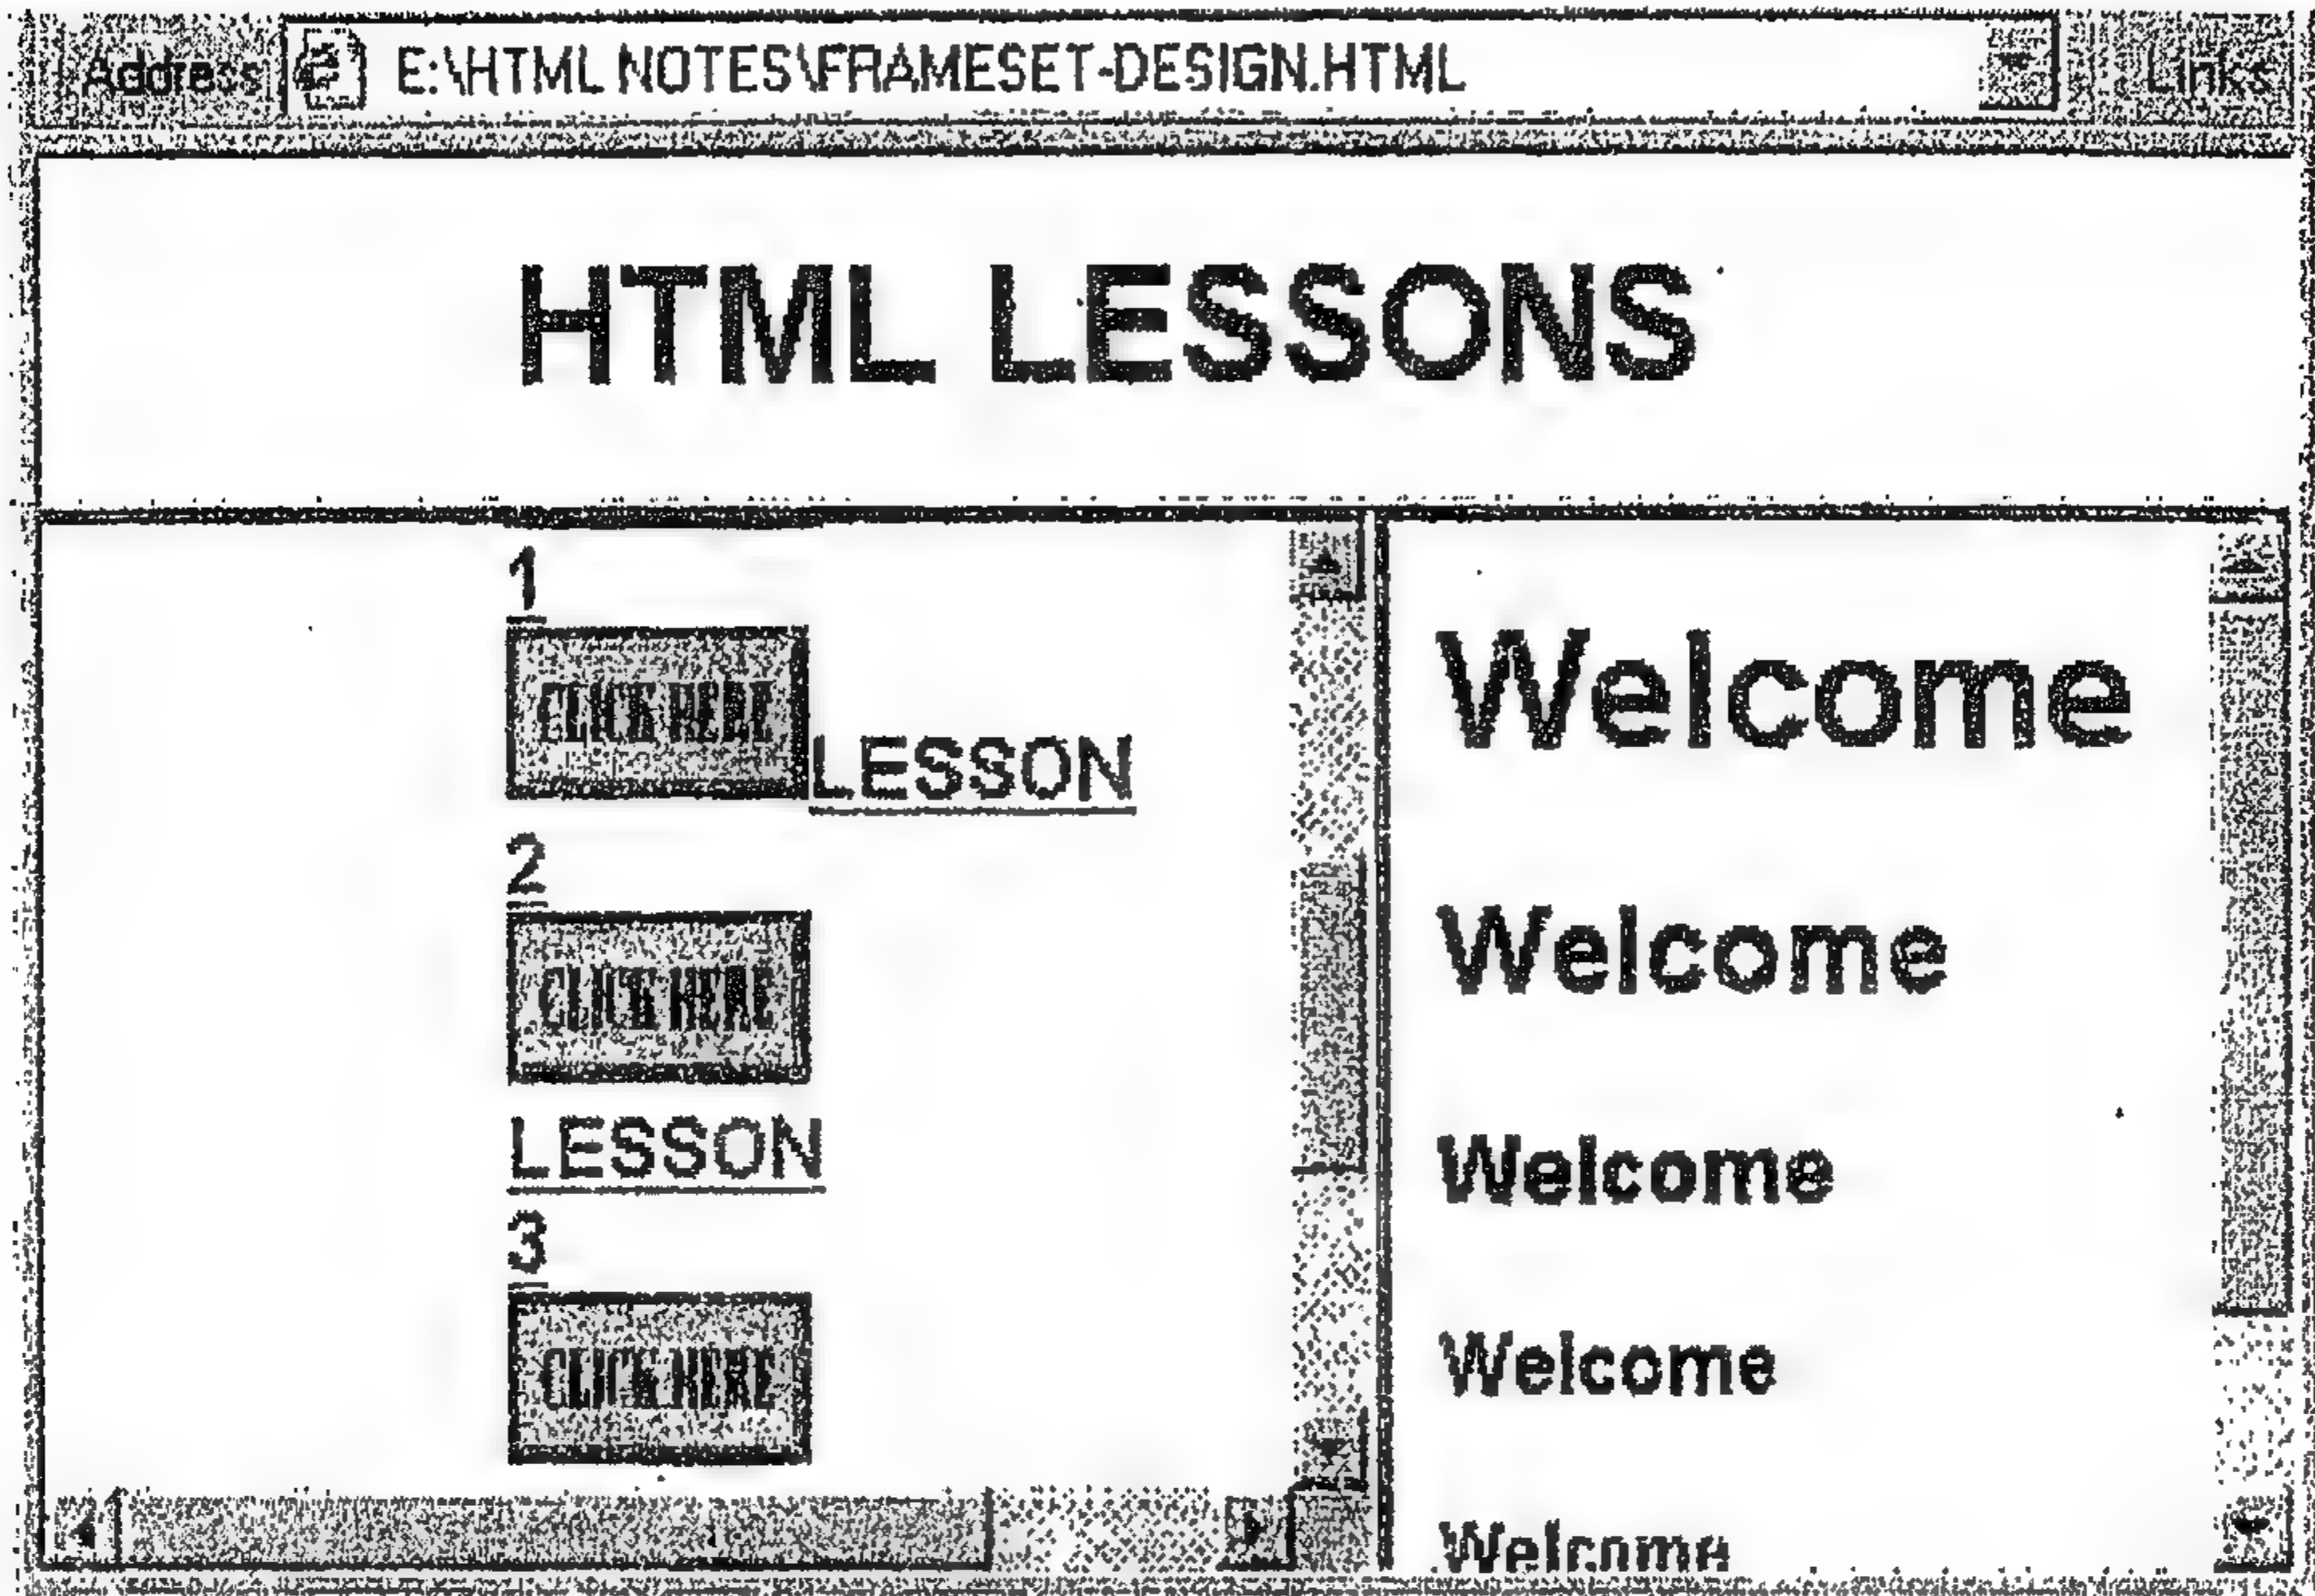 Address E:\HTML NOTES\FRAMESET-DESIGN.HTML Links
HTML LESSONS
1
CLICK HERE LESSON
2
CLICK HERE
LESSON
3
CLICK HERE
Welcome
Welcome
Welcome
Welcome
Welcome